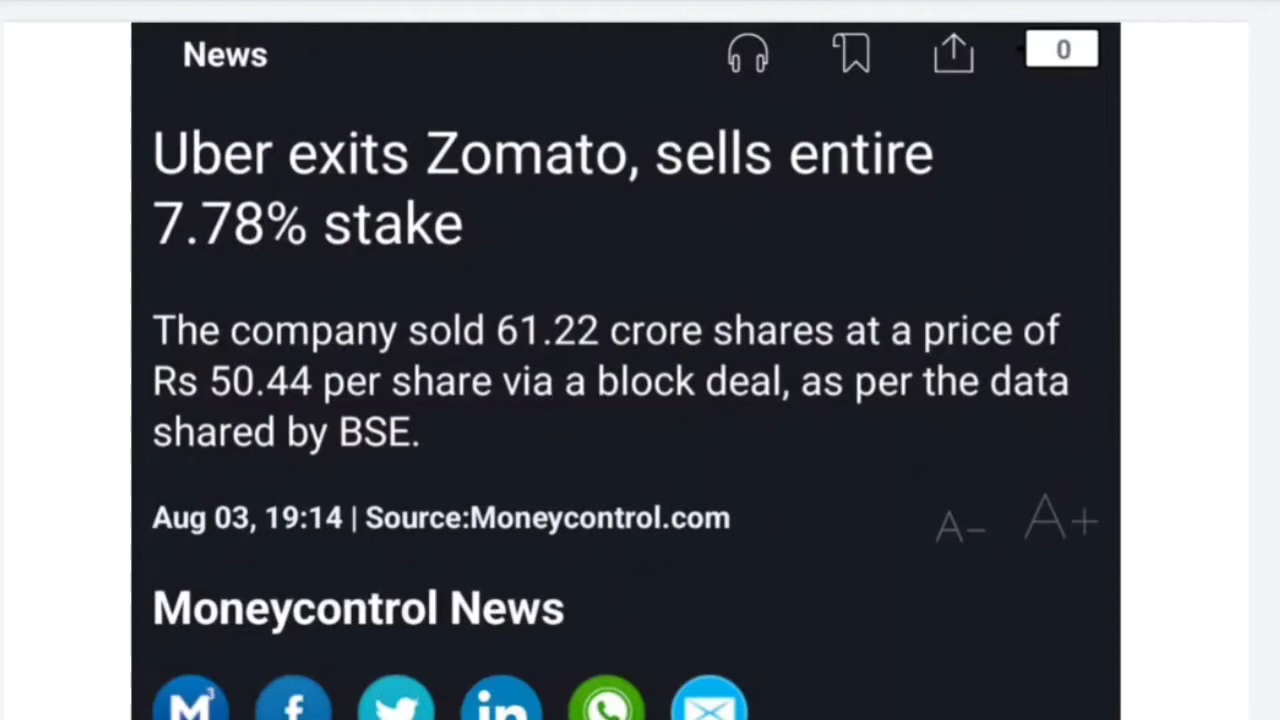 News
0
Uber exits Zomato, sells entire
7.78% stake
The company sold 61.22 crore shares at a price of
Rs 50.44 per share via a block deal, as per the data
shared by BSE.
Aug 03, 19:14 | Source:Moneycontrol.com
A- A+
Moneycontrol News
M3 f in